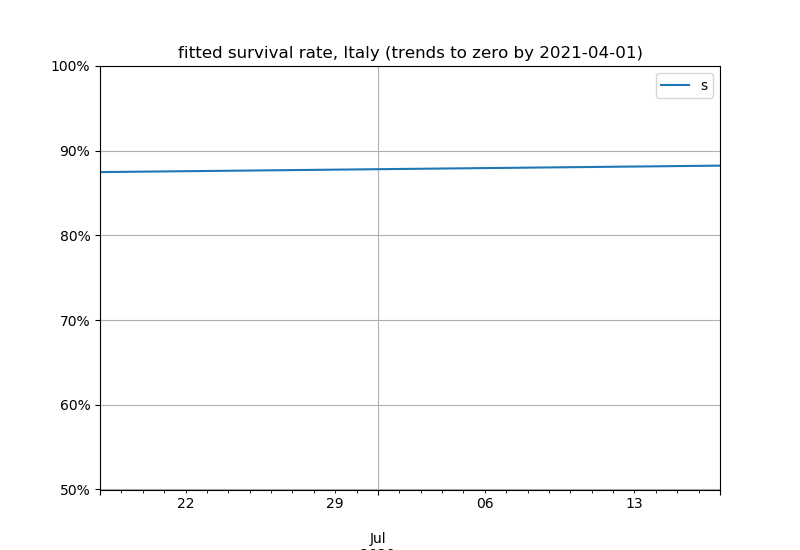 fitted survival rate, Italy (trends to zero by 2021-04-01)
100%
s
90%
80%
70%
60%
50%
22 29 06 13
Jul